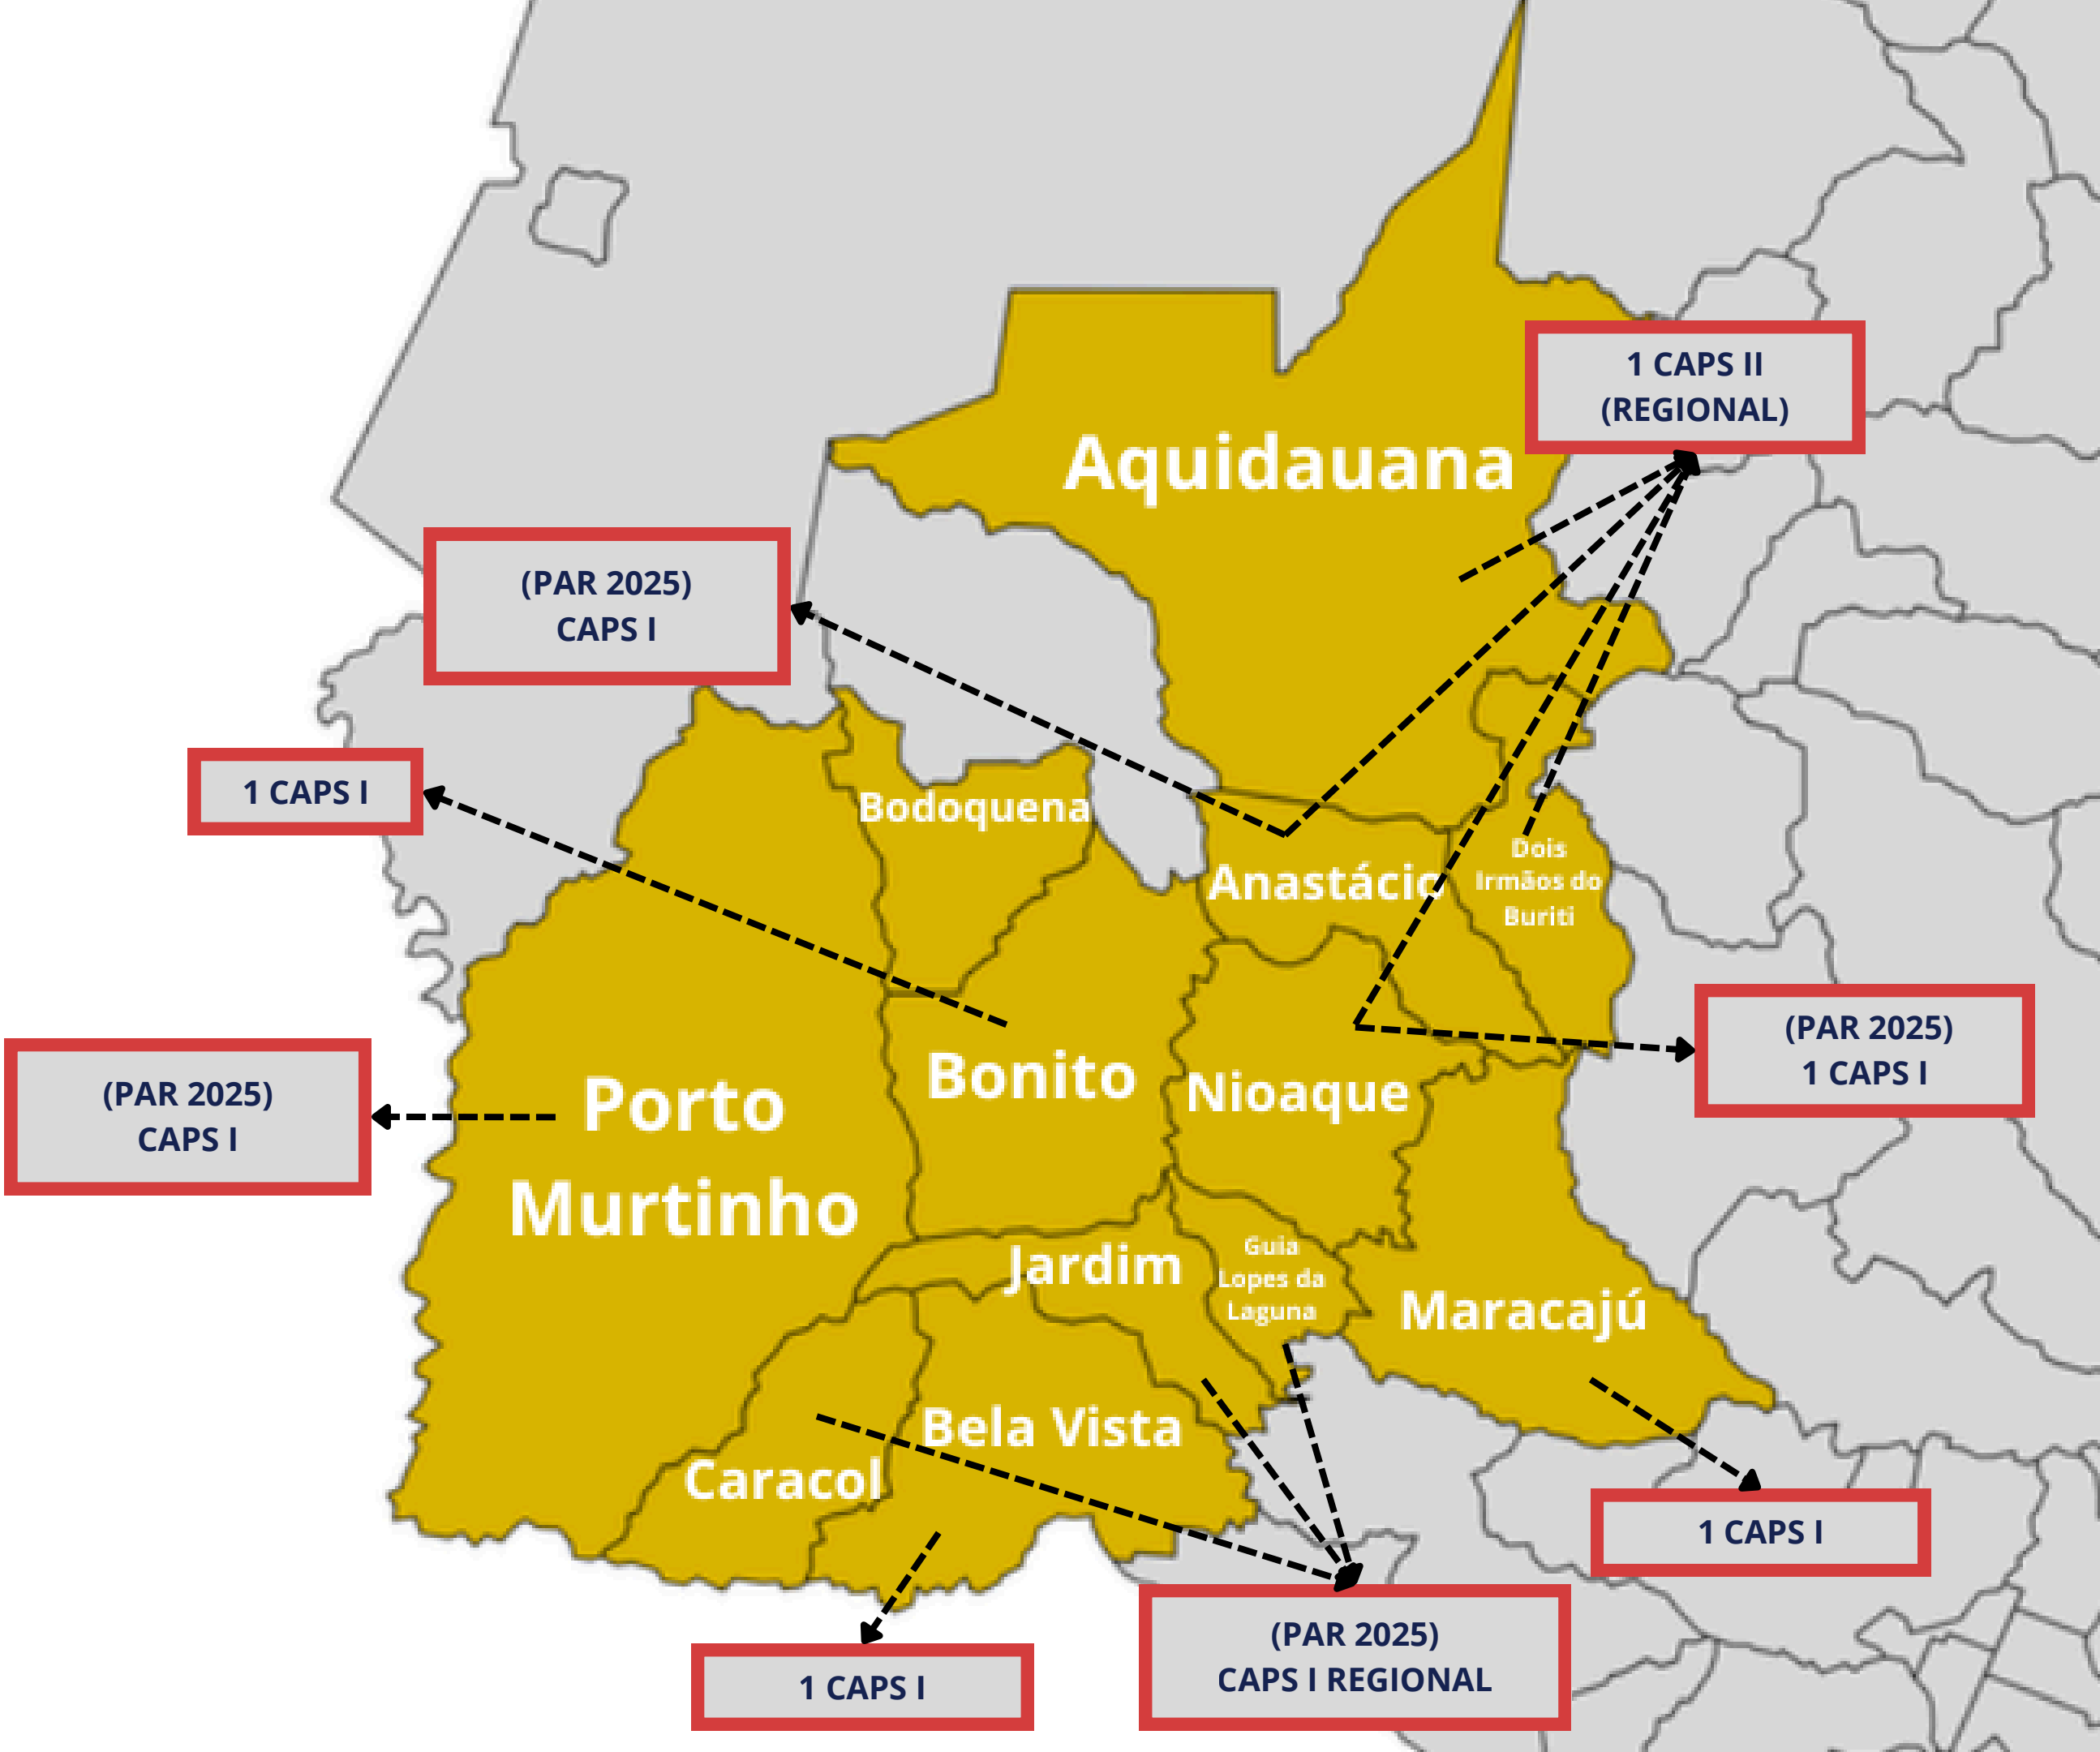 1 CAPS II
(REGIONAL)
Aquidauana
(PAR 2025)
CAPS I
1 CAPS I
Bodoquena
Dois
Irmãos do
Buriti
Anastácio
(PAR 2025)
1 CAPS I
(PAR 2025)
CAPS I
Porto
Murtinho
Bonito
Nioaque
Jardim
Guia
Lopes da
Laguna
Maracajú
Bela Vista
Caracol
1 CAPS I
(PAR 2025)
CAPS I REGIONAL
1 CAPS I